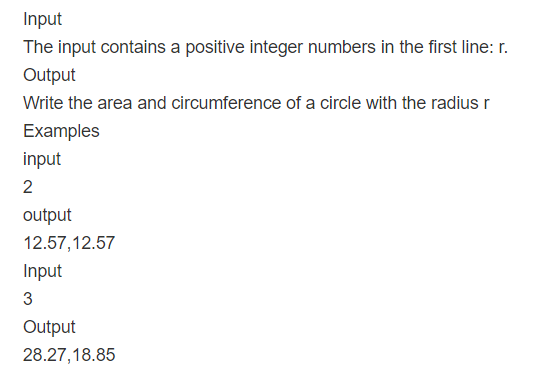 Input
The input contains a positive integer numbers in the first line: r.
Output
Write the area and circumference of a circle with the radius r
Examples
input
2
output
12.57,12.57
Input
3
Output
28.27,18.85